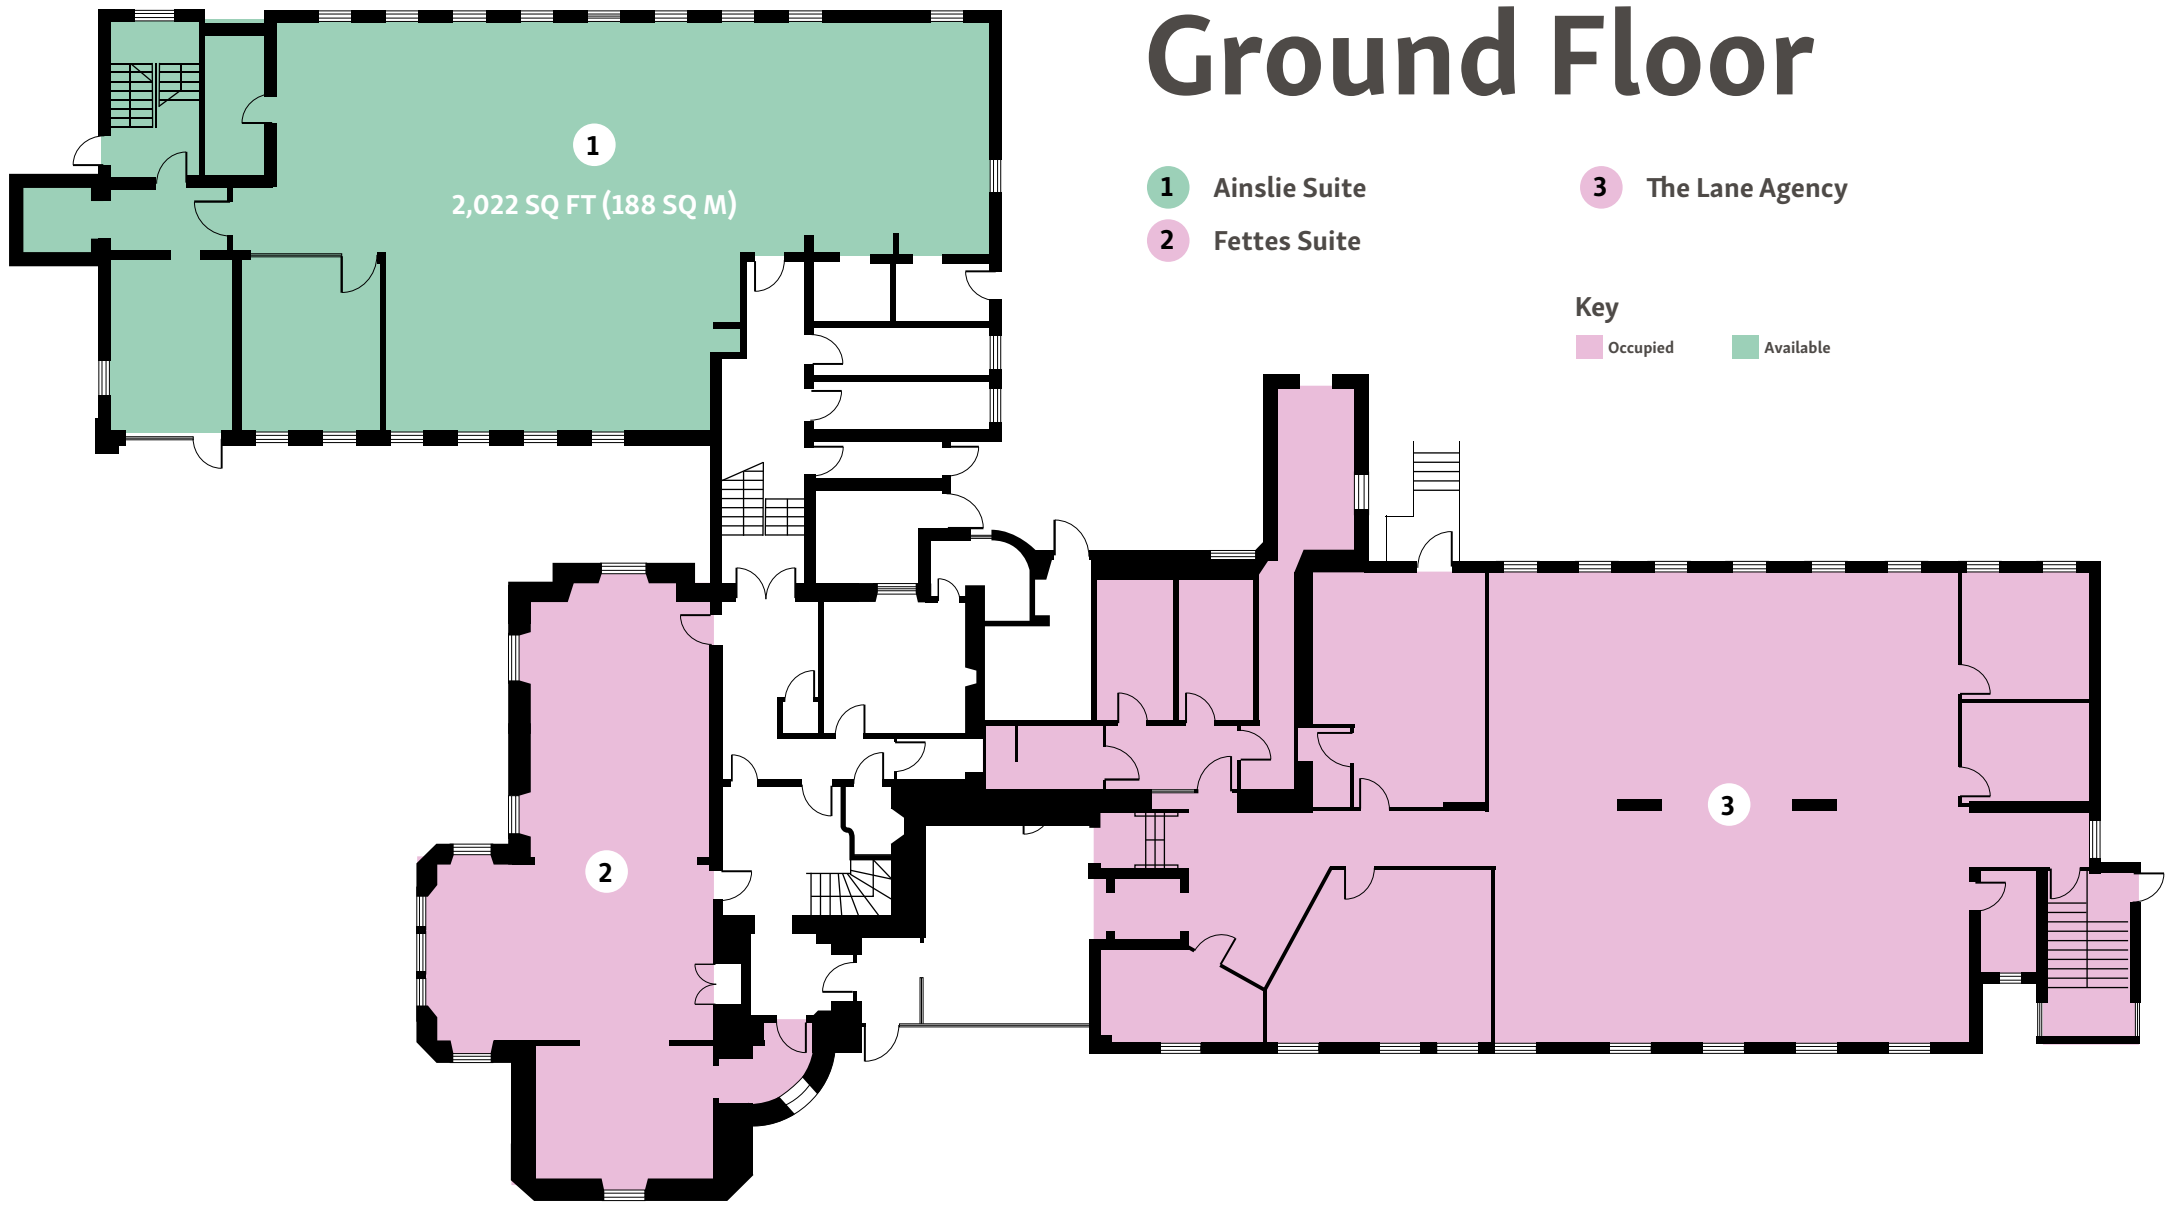 Ground Floor
1 Ainslie Suite
3 The Lane Agency
2 Fettes Suite
Key
Occupied
Available
1
2,022 SQ FT (188 SQ M)
2
3